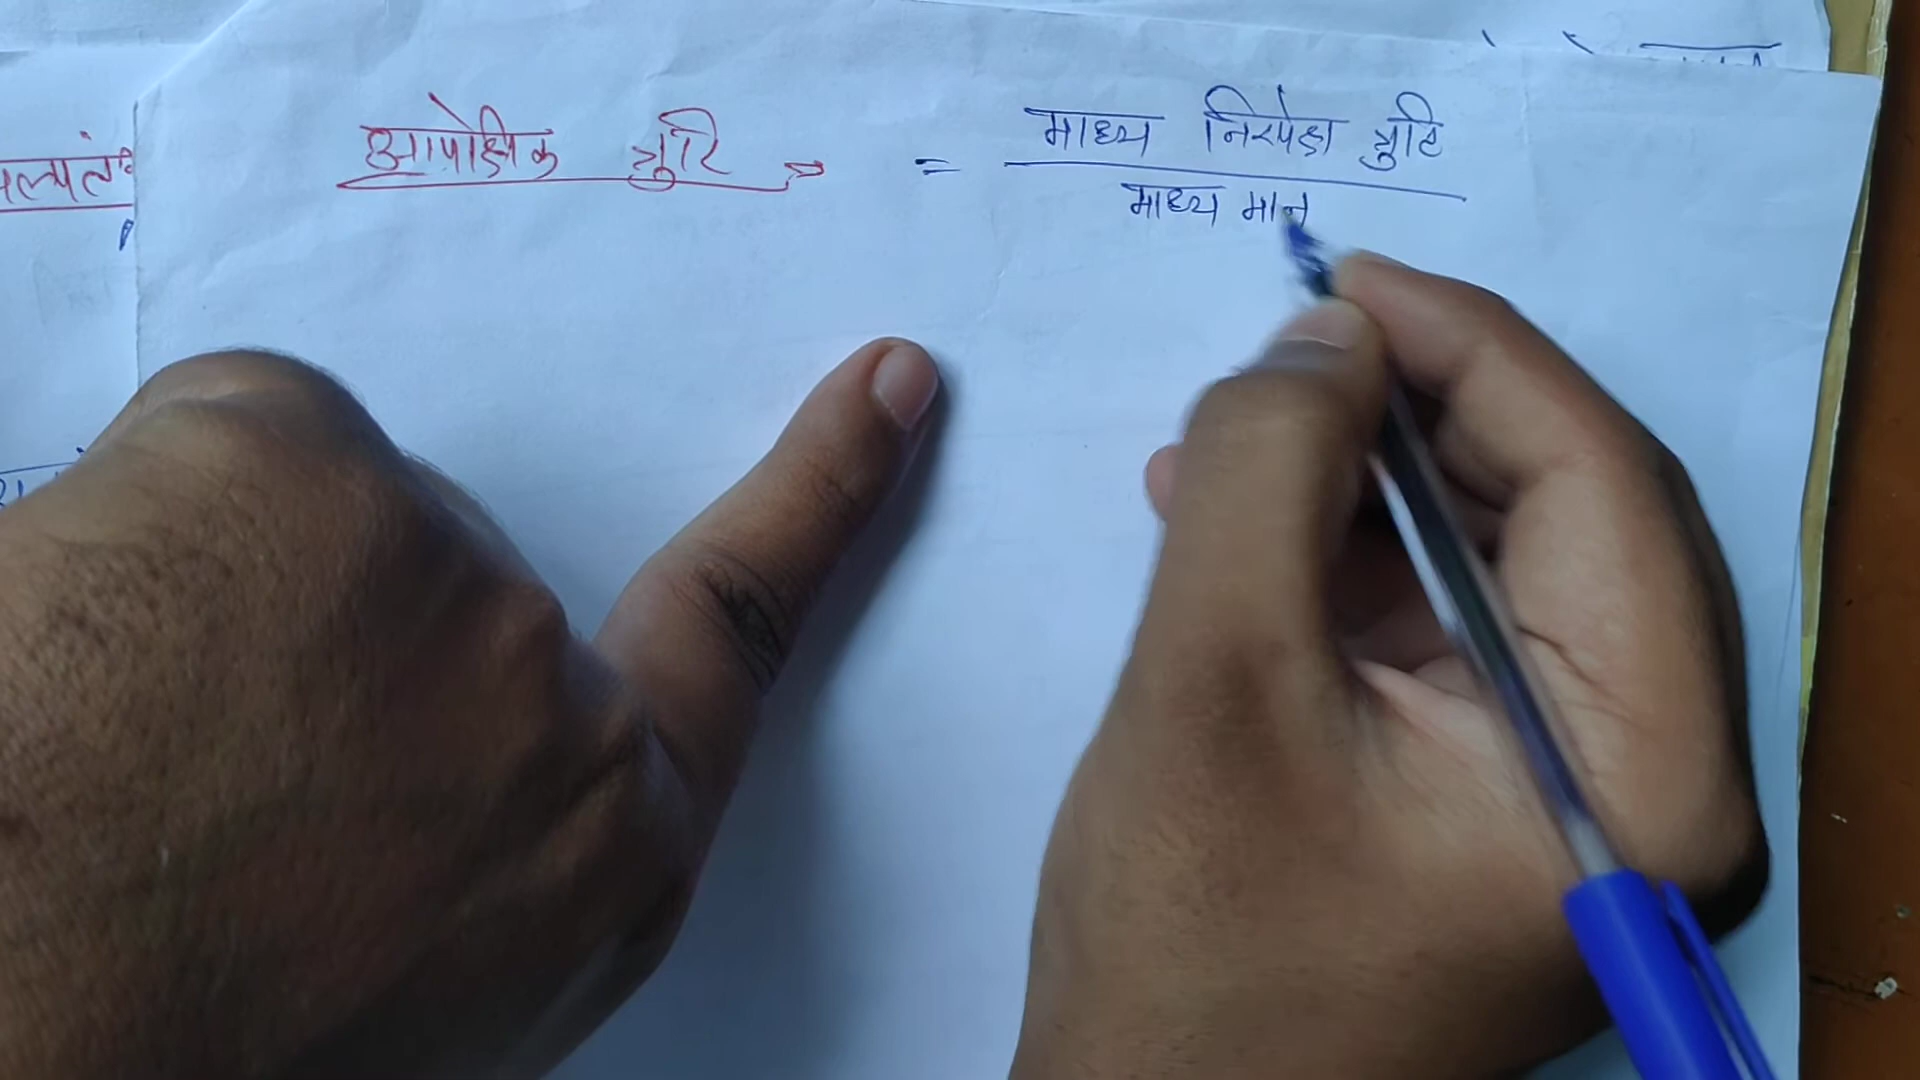 आपेक्षिक त्रुटि → = माध्य निरपेक्ष त्रुटि
माध्य मान